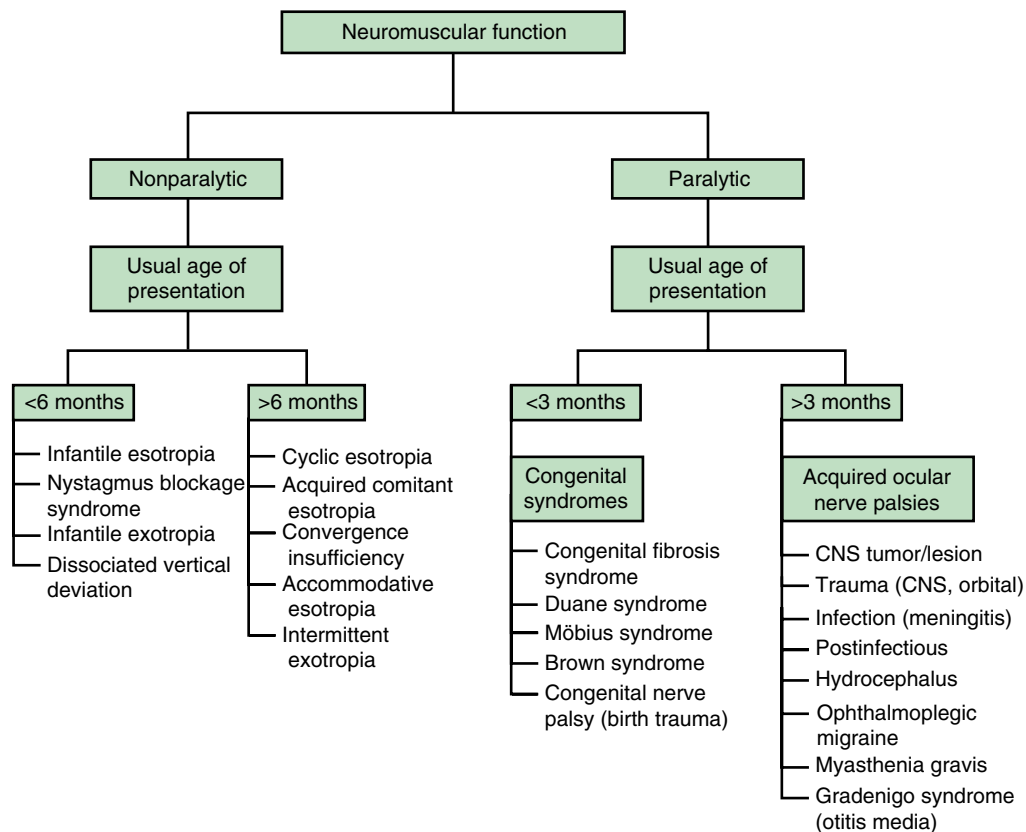 Neuromuscular function
Nonparalytic
Paralytic
Usual age of
presentation
Usual age of
presentation
<6 months
>6 months
<3 months
>3 months
Infantile esotropia
Nystagmus blockage
syndrome
Infantile exotropia
Dissociated vertical
deviation
Cyclic esotropia
Acquired comitant
esotropia
Convergence
insufficiency
Accommodative
esotropia
Intermittent
exotropia
Congenital
syndromes
Congenital fibrosis
syndrome
Duane syndrome
Möbius syndrome
Brown syndrome
Congenital nerve
palsy (birth trauma)
Acquired ocular
nerve palsies
CNS tumor/lesion
Trauma (CNS, orbital)
Infection (meningitis)
Postinfectious
Hydrocephalus
Ophthalmoplegic
migraine
Myasthenia gravis
Gradenigo syndrome
(otitis media)